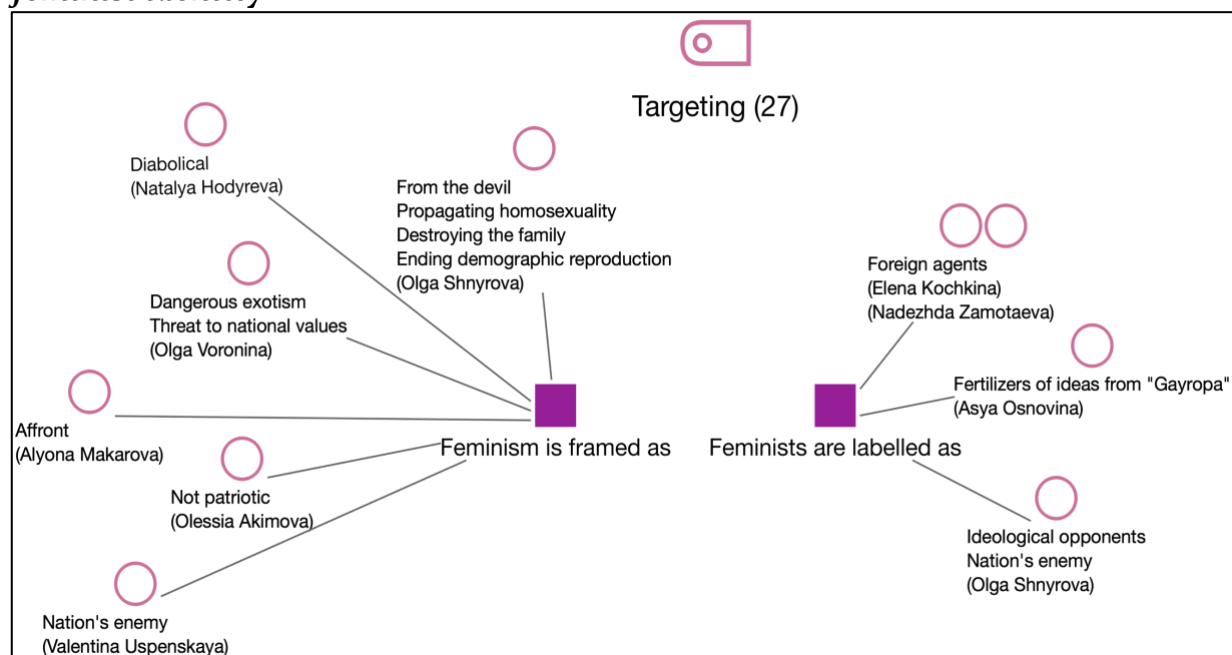 Targeting (27)
Diabolical
(Natalya Hodyreva)
From the devil
Propagating homosexuality
Destroying the family
Ending demographic reproduction
(Olga Shnyrova)
Foreign agents
(Elena Kochkina)
(Nadezhda Zamotaeva)
Dangerous exotism
Threat to national values
(Olga Voronina)
Fertilizers of ideas from "Gayropa"
(Asya Osnovina)
Affront
(Alyona Makarova)
Feminism is framed as
Feminists are labelled as
Not patriotic
(Olessia Akimova)
Ideological opponents
Nation's enemy
(Olga Shnyrova)
Nation's enemy
(Valentina Uspenskaya)